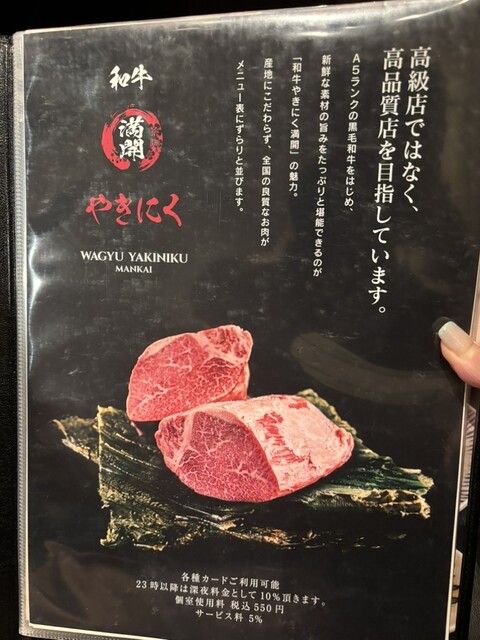 高級店ではなく、
高品質店を目指しています。
A5ランクの黒毛和牛をはじめ、
新鮮な素材の旨みをたっぷりと堪能できるのが
「和牛やきにく満開」の魅力。
産地にこだわらず、全国の良質なお肉が
メニュー表にずらりと並びます。
和牛
満開
やきにく
WAGYU YAKINIKU
MANKAI
各種カードご利用可能
23時以降は深夜料金として10%頂きます。
個室使用料 税込550円
サービス料 5%